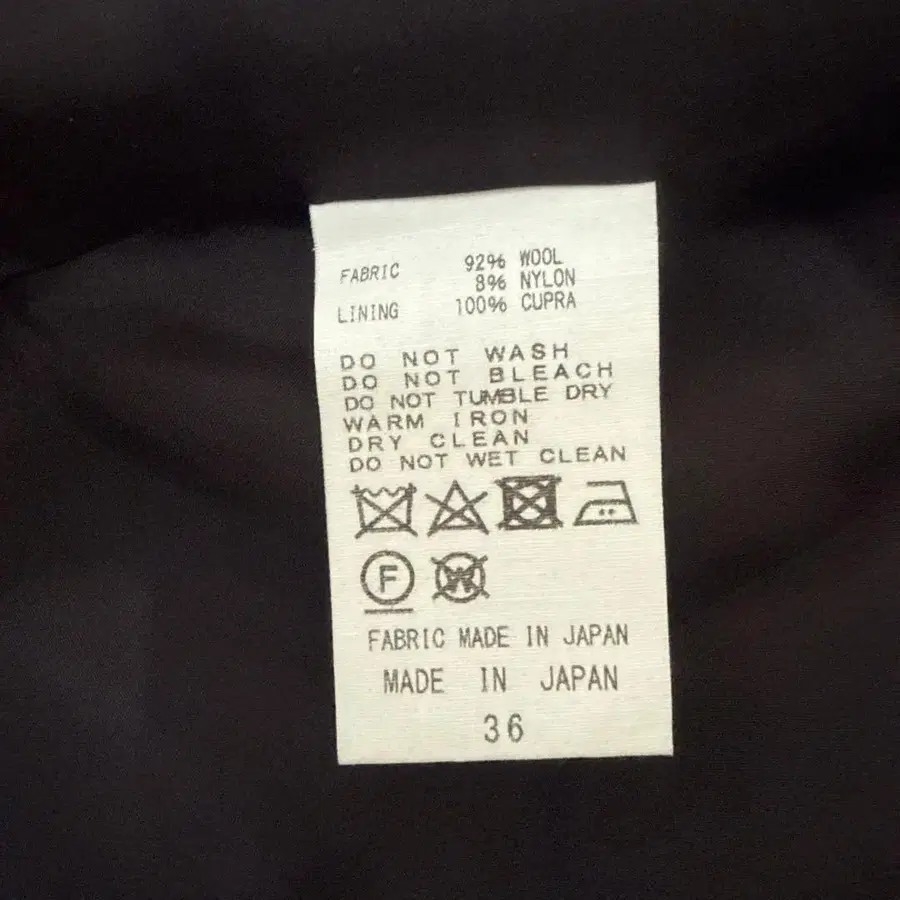 FABRIC 92% WOOL
8% NYLON
LINING 100% CUPRA
DO NOT WASH
DO NOT BLEACH
DO NOT TUMBLE DRY
WARM IRON
DRY CLEAN
DO NOT WET CLEAN
F W
FABRIC MADE IN JAPAN
MADE IN JAPAN
36